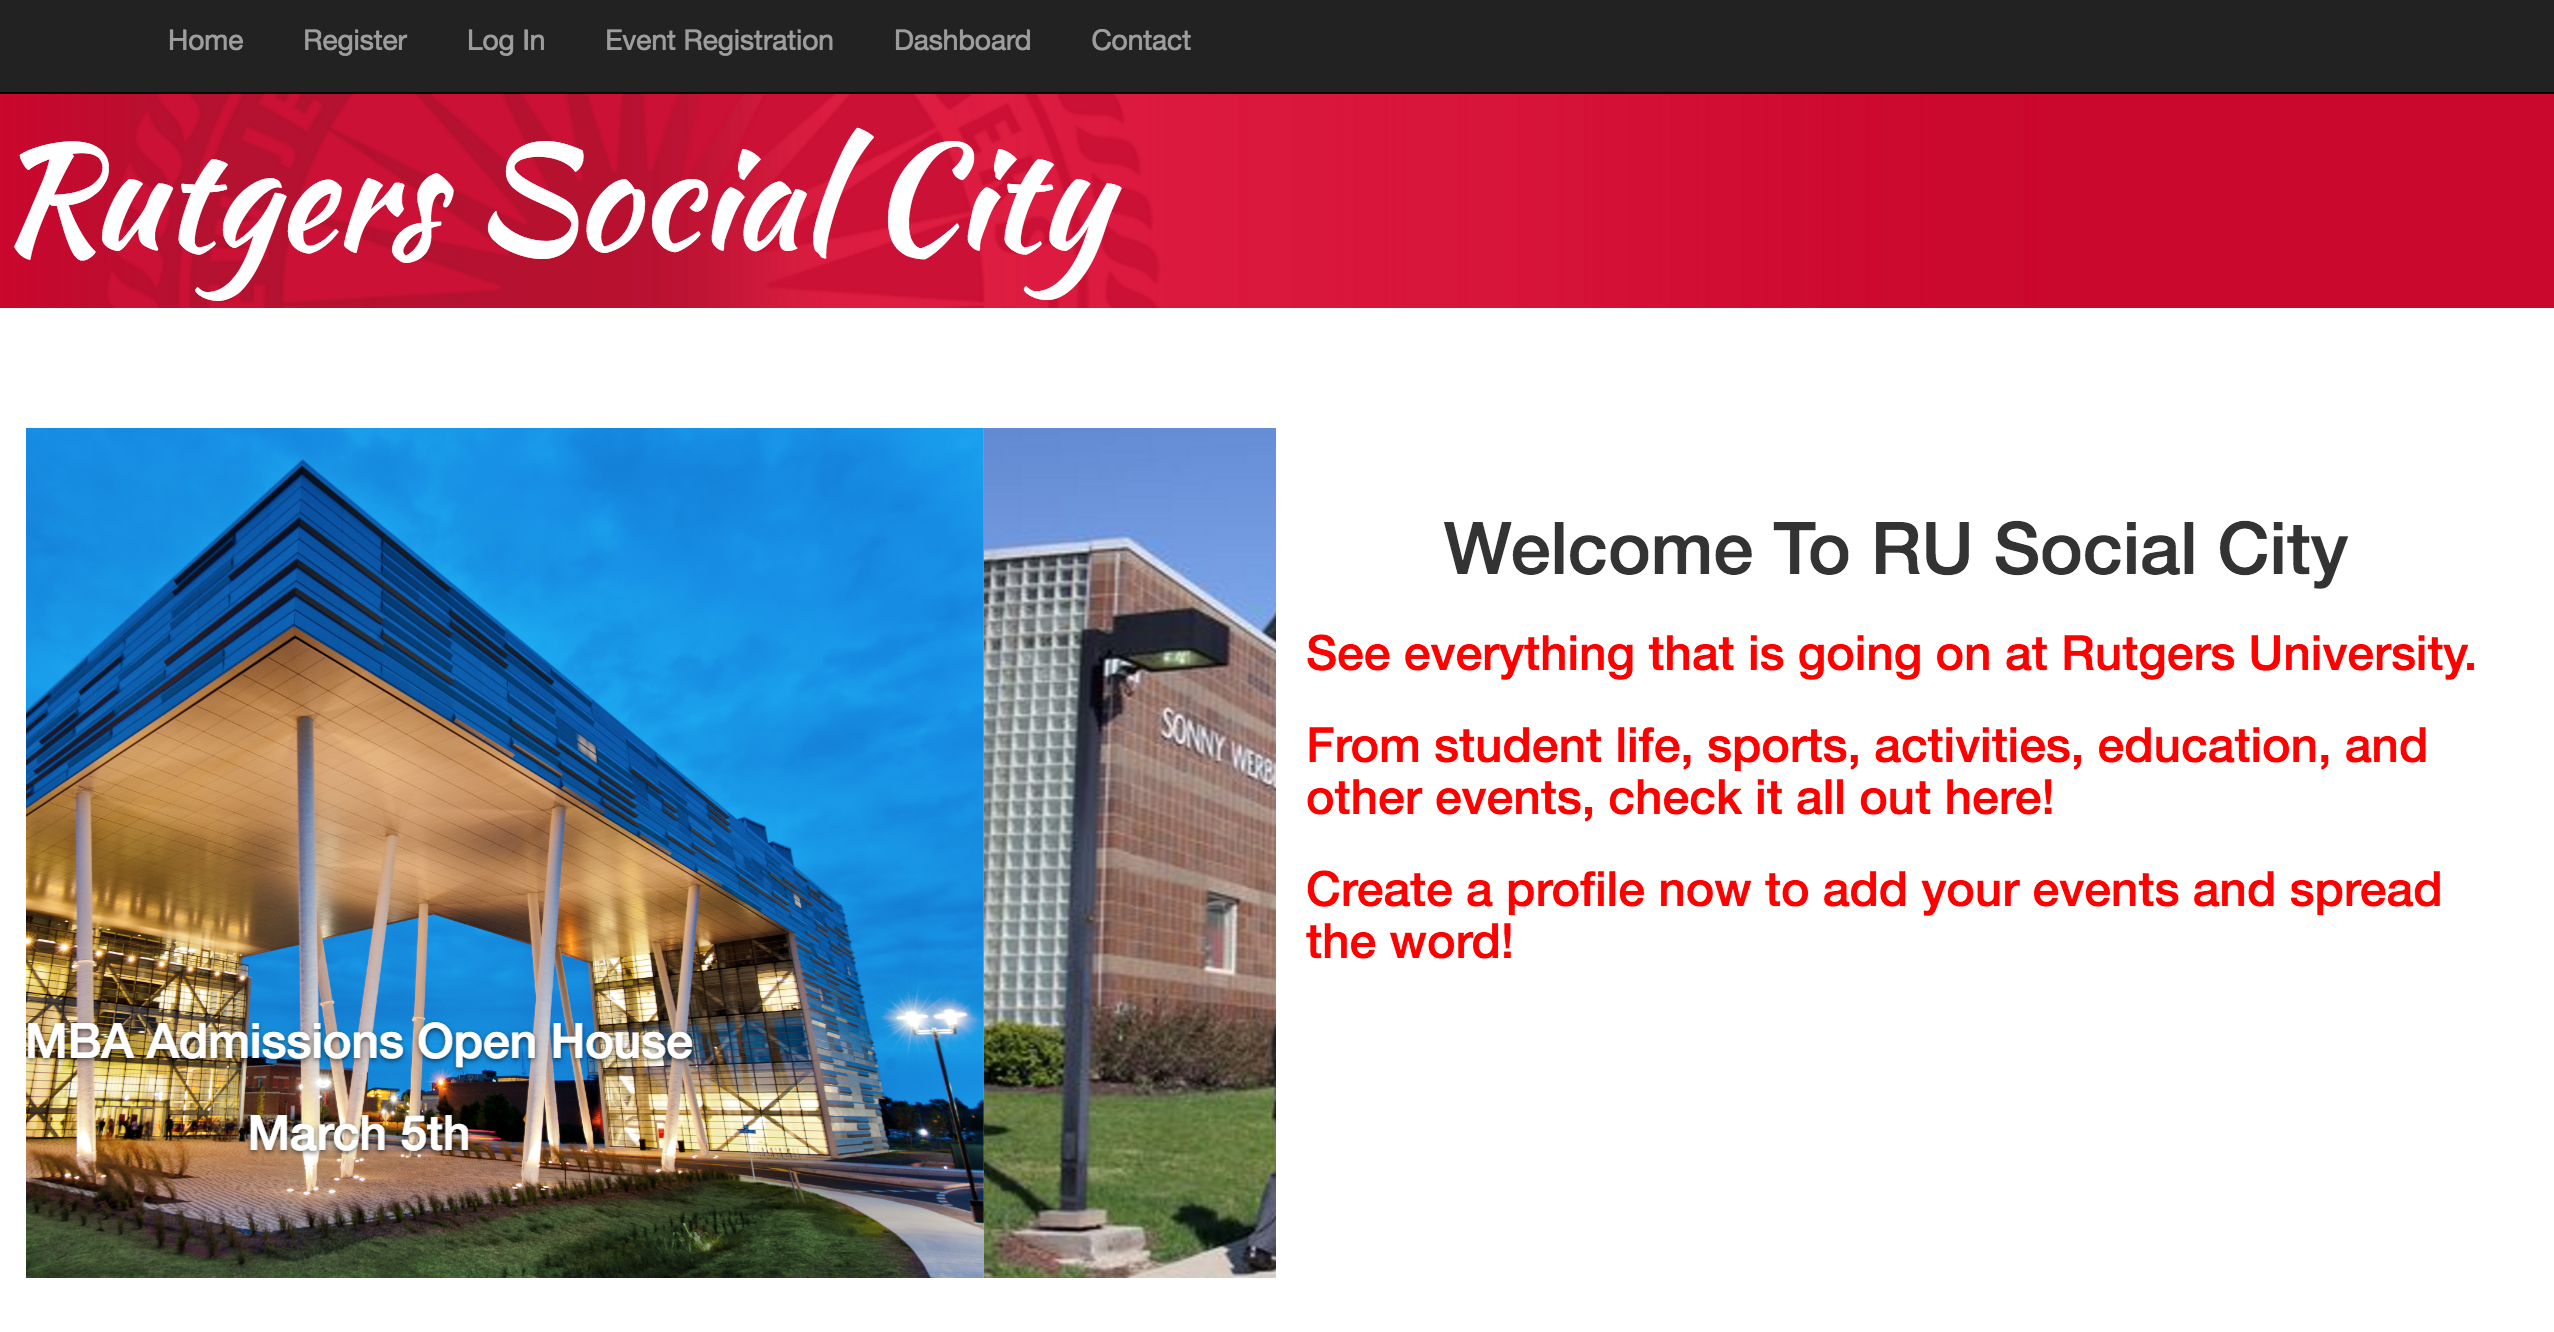 Home Register Log In Event Registration Dashboard Contact
Rutgers Social City
Welcome To RU Social City
See everything that is going on at Rutgers University.
From student life, sports, activities, education, and
other events, check it all out here!
Create a profile now to add your events and spread
the word!
SONNY
MBA Admissions Open House
March 5th